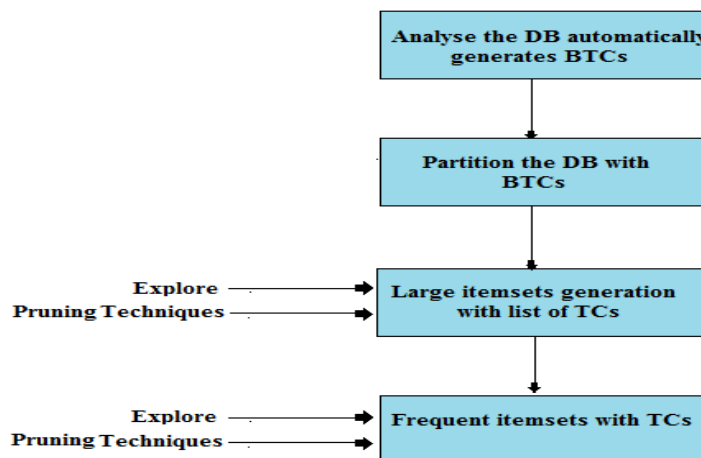 Analyse the DB automatically
generates BTCs
Partition the DB with
BTCs
Explore
Pruning Techniques
Large itemsets generation
with list of TCs
Explore
Pruning Techniques
Frequent itemsets with TCs